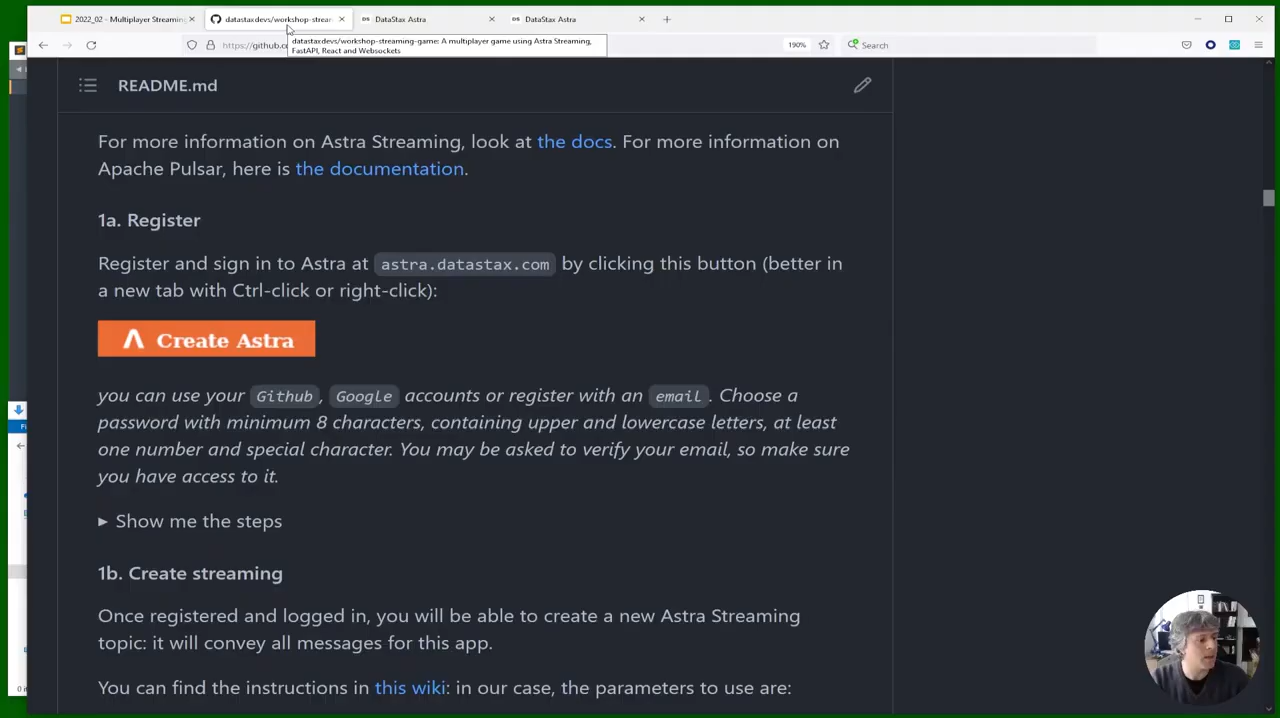 2022_02 - Multiplayer Streaming
datastaxdevs/workshop-stream
DS DataStax Astra
DS DataStax Astra
https://github.co
datastaxdevs/workshop-streaming-game: A multiplayer game using Astra Streaming,
FastAPI, React and Websockets
190%
Search
README.md
For more information on Astra Streaming, look at the docs. For more information on
Apache Pulsar, here is the documentation.
1a. Register
Register and sign in to Astra at astra.datastax.com by clicking this button (better in
a new tab with Ctrl-click or right-click):
Create Astra
you can use your Github, Google accounts or register with an email. Choose a
password with minimum 8 characters, containing upper and lowercase letters, at least
one number and special character. You may be asked to verify your email, so make sure
you have access to it.
Show me the steps
1b. Create streaming
Once registered and logged in, you will be able to create a new Astra Streaming
topic: it will convey all messages for this app.
You can find the instructions in this wiki: in our case, the parameters to use are: